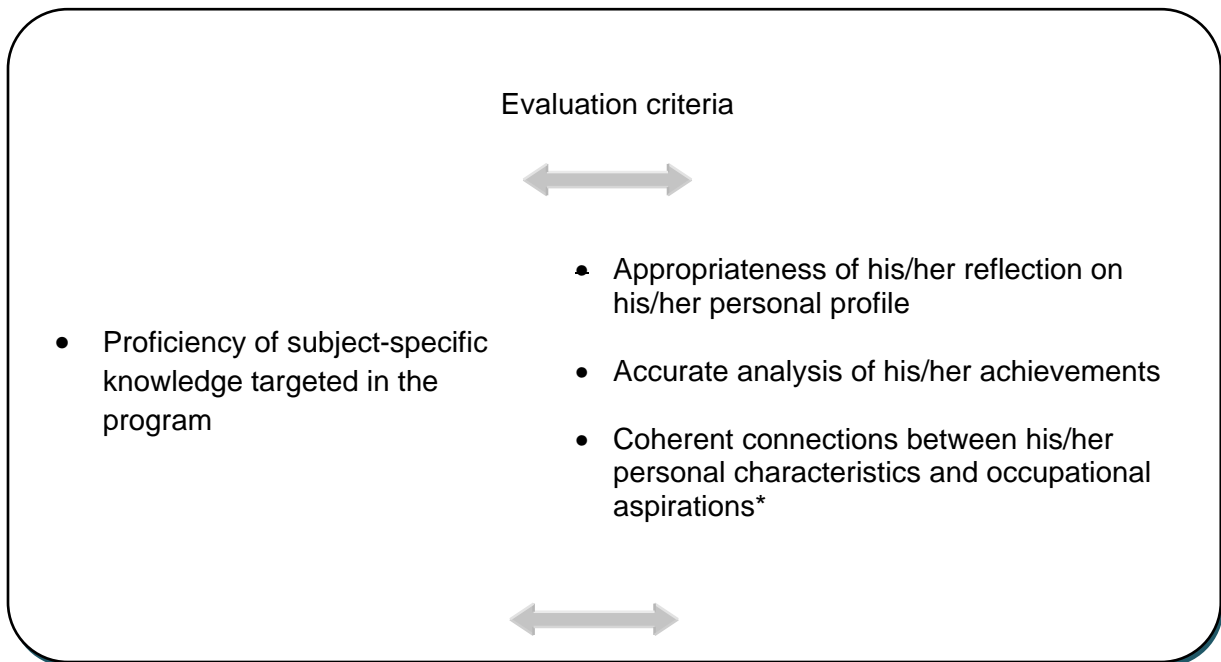 Evaluation criteria
• Proficiency of subject-specific
knowledge targeted in the
program
• Appropriateness of his/her reflection on
his/her personal profile
• Accurate analysis of his/her achievements
• Coherent connections between his/her
personal characteristics and occupational
aspirations*